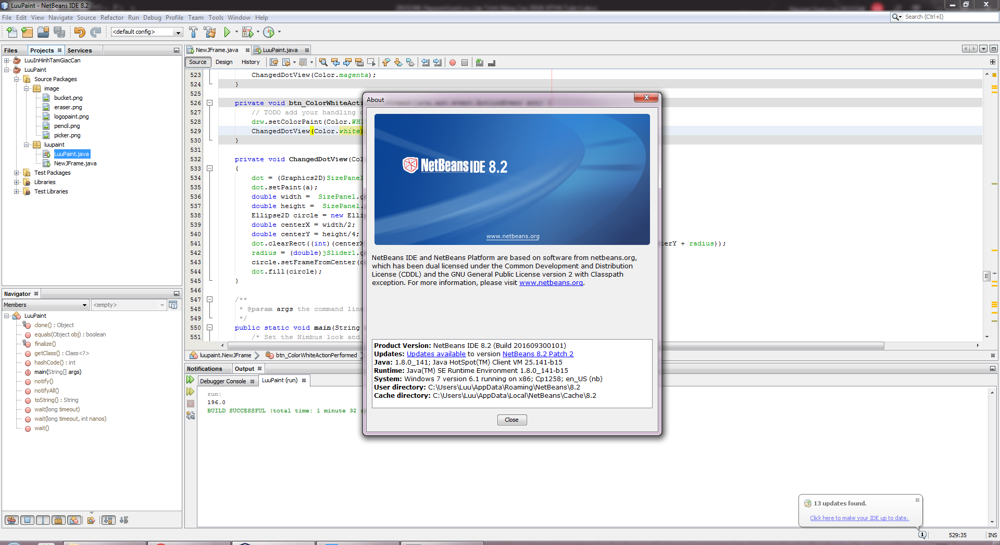 LuuPaint - NetBeans IDE 8.2
File Edit View Navigate Source Refactor Run Debug Profile Team Tools Window Help
Search (Ctrl+I)
<default config>
Files Projects Services
LuuInHinhTamGiacCan
LuuPaint
Source Packages
image
bucket.png
eraser.png
logopaint.png
pencil.png
picker.png
luupaint
LuuPaint.java
NewJFrame.java
Test Packages
Libraries
Test Libraries
Navigator
Members <empty>
LuuPaint
clone() : Object
equals(Object obj) : boolean
finalize()
getClass() : Class<?>
hashCode() : int
main(String[] args)
notify()
notifyAll()
toString() : String
wait(long timeout)
wait(long timeout, int nanos)
wait()
NewJFrame.java LuuPaint.java
Source Design History
523 ChangedDotView(Color.magenta);
524 }
525
526 private void btn_ColorWhiteActi
527 // TODO add your handling
528 drw.setColorPaint(Color.WHI
529 ChangedDotView(Color.white)
530 }
531
532 private void ChangedDotView(Co
533 {
534 dot = (Graphics2D)SizePanel
535 dot.setPaint(a);
536 double width = SizePanel.g
537 double height = SizePanel.
538 Ellipse2D circle = new Elli
539 double centerX = width/2;
540 double centerY = height/4;
541 dot.clearRect((int)(centerX terY + radius));
542 radius = (double)jSlider1.g
543 circle.setFrameFromCenter(c
544 dot.fill(circle);
545 }
546
547 /**
548 * @param args the command line
549 */
550 public static void main(String
551 /* Set the Nimbus look and
luupaint.NewJFrame btn_ColorWhiteActionPerformed
Notifications Output
Debugger Console LuuPaint (run)
run:
196.0
BUILD SUCCESSFUL (total time: 1 minute 32 s
About
NetBeans IDE 8.2
www.netbeans.org
NetBeans IDE and NetBeans Platform are based on software from netbeans.org,
which has been dual licensed under the Common Development and Distribution
License (CDDL) and the GNU General Public License version 2 with Classpath
exception. For more information, please visit www.netbeans.org.
Product Version: NetBeans IDE 8.2 (Build 201609300101)
Updates: Updates available to version NetBeans 8.2 Patch 2
Java: 1.8.0_141; Java HotSpot(TM) Client VM 25.141-b15
Runtime: Java(TM) SE Runtime Environment 1.8.0_141-b15
System: Windows 7 version 6.1 running on x86; Cp1258; en_US (nb)
User directory: C:\Users\Luu\AppData\Roaming\NetBeans\8.2
Cache directory: C:\Users\Luu\AppData\Local\NetBeans\Cache\8.2
Close
13 updates found.
Click here to make your IDE up to date.
1
529:35 INS